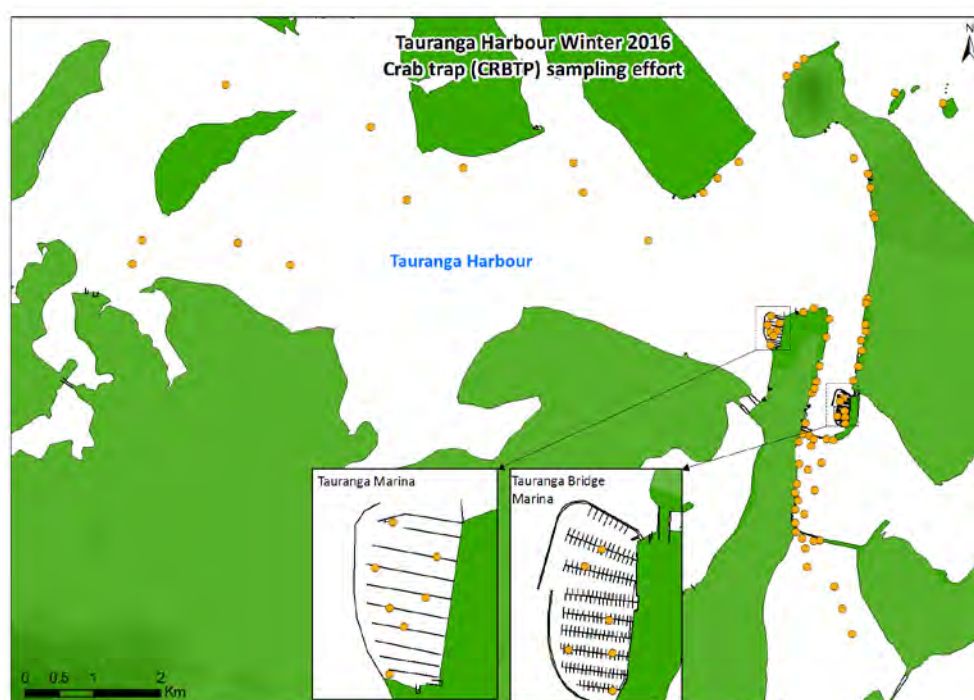 Tauranga Harbour Winter 2016
Crab trap (CRBTP) sampling effort
N
Tauranga Harbour
Tauranga Marina
Tauranga Bridge
Marina
0 0.5 1 2
Km